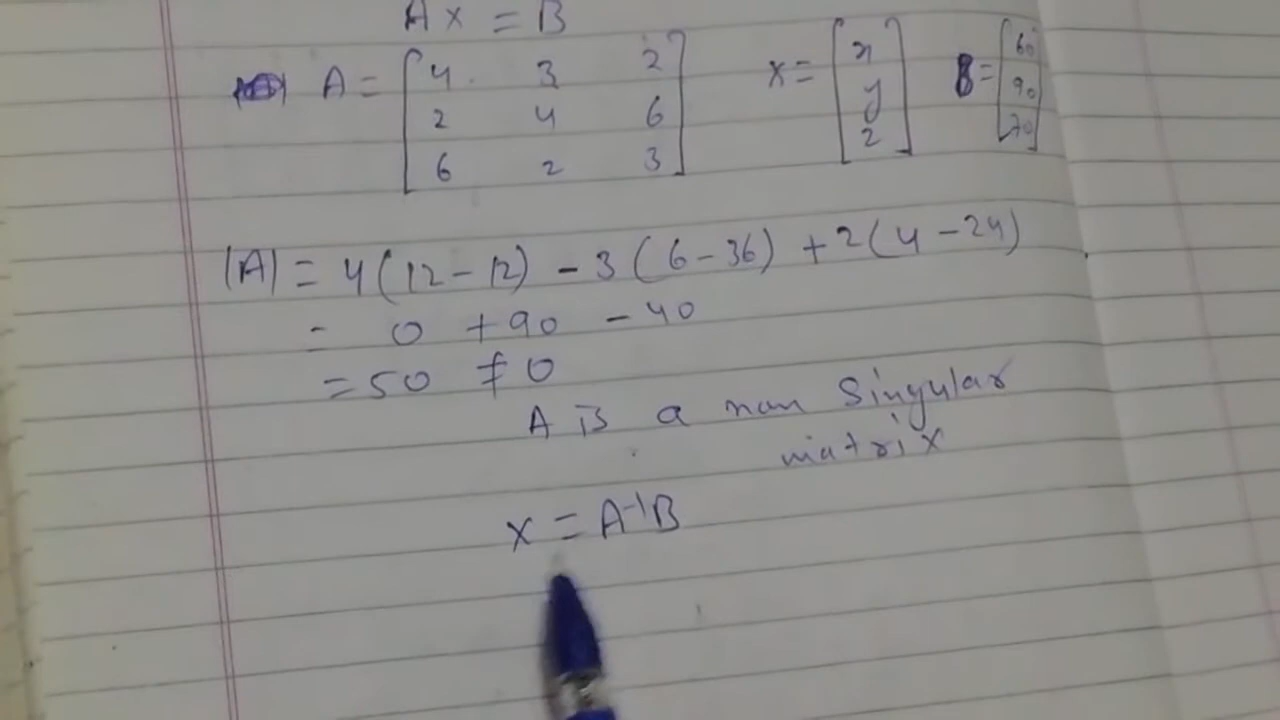 AX = B
A = [4 3 2
2 4 6
6 2 3] X = [x
y
z] B = [60
90
70]
|A| = 4(12-12) - 3(6-36) + 2(4-24)
= 0 + 90 - 40
= 50 ≠ 0
A is a non Singular
matrix
X = A⁻¹B